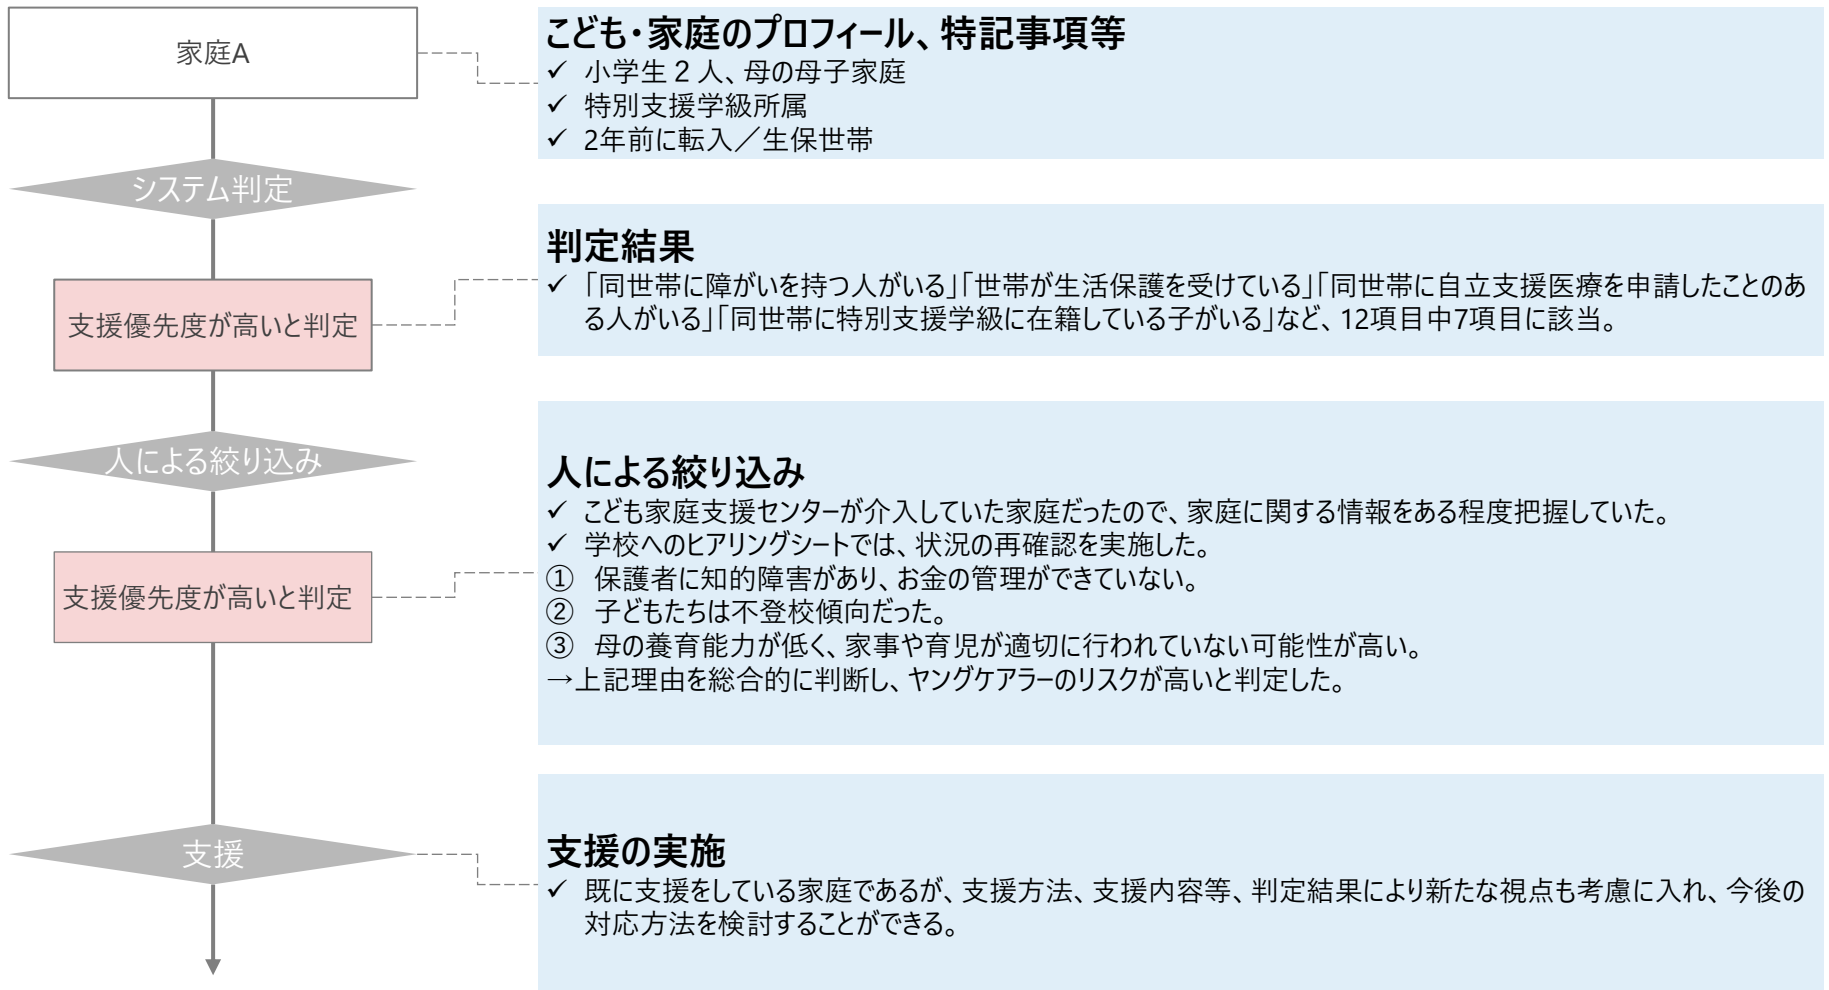 家庭A
こども・家庭のプロフィール、特記事項等
✓ 小学生２人、母の母子家庭
✓ 特別支援学級所属
✓ 2年前に転入／生保世帯
システム判定
判定結果
✓ 「同世帯に障がいを持つ人がいる」「世帯が生活保護を受けている」「同世帯に自立支援医療を申請したことのあ
る人がいる」「同世帯に特別支援学級に在籍している子がいる」など、12項目中7項目に該当。
支援優先度が高いと判定
人による絞り込み
人による絞り込み
✓ こども家庭支援センターが介入していた家庭だったので、家庭に関する情報をある程度把握していた。
✓ 学校へのヒアリングシートでは、状況の再確認を実施した。
① 保護者に知的障害があり、お金の管理ができていない。
② 子どもたちは不登校傾向だった。
③ 母の養育能力が低く、家事や育児が適切に行われていない可能性が高い。
→上記理由を総合的に判断し、ヤングケアラーのリスクが高いと判定した。
支援優先度が高いと判定
支援
支援の実施
✓ 既に支援をしている家庭であるが、支援方法、支援内容等、判定結果により新たな視点も考慮に入れ、今後の
対応方法を検討することができる。